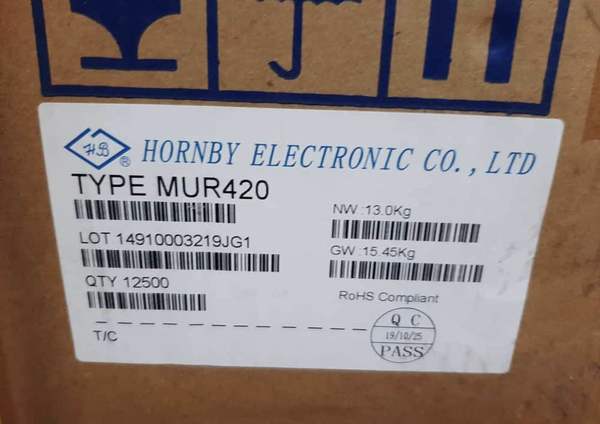 HB ® HORNBY ELECTRONIC CO., LTD
TYPE MUR420
NW :13.0Kg
LOT 14910003219JG1
GW :15.45Kg
QTY 12500
RoHS Compliant
T/C
Q C
19/10/25
PASS